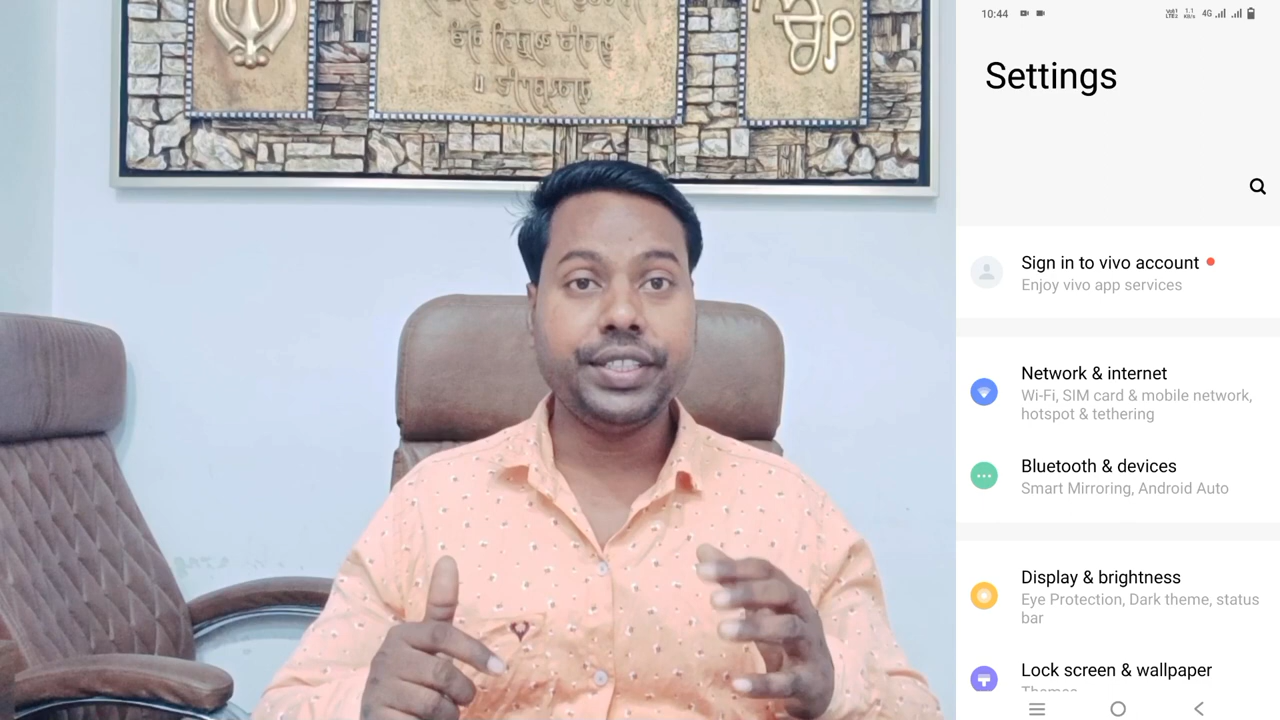 10:44
4G
Settings
Sign in to vivo account
Enjoy vivo app services
Network & internet
Wi-Fi, SIM card & mobile network,
hotspot & tethering
Bluetooth & devices
Smart Mirroring, Android Auto
Display & brightness
Eye Protection, Dark theme, status
bar
Lock screen & wallpaper